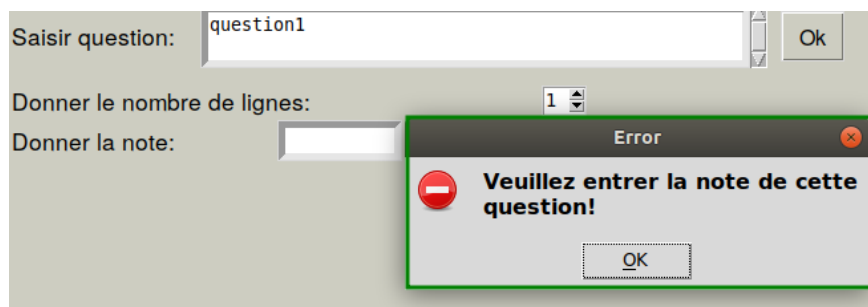 Saisir question:
question1
Ok
Donner le nombre de lignes:
1
Donner la note:
Error
Veuillez entrer la note de cette
question!
OK